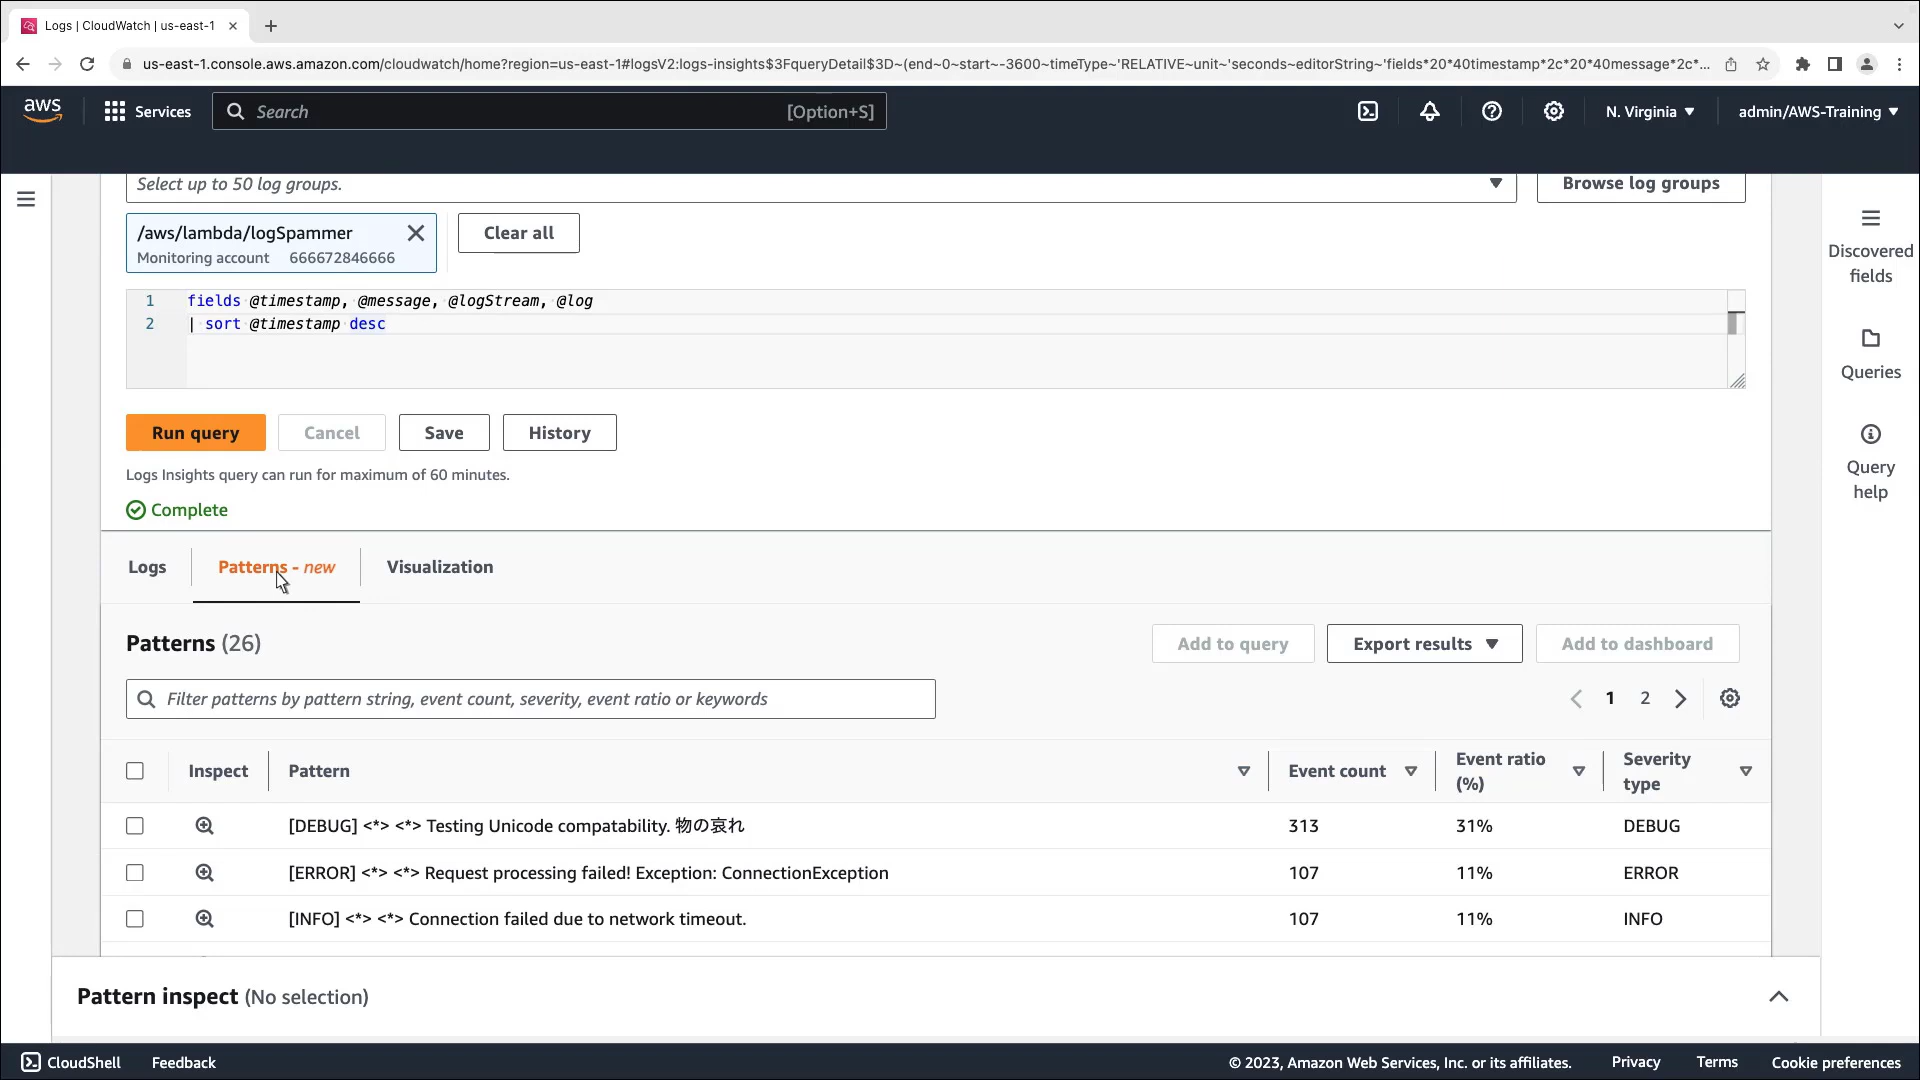 Logs | CloudWatch | us-east-1
us-east-1.console.aws.amazon.com/cloudwatch/home?region=us-east-1#logsV2:logs-insights$3FqueryDetail$3D~(end~0~start~-3600~timeType~'RELATIVE~unit~'seconds~editorString~'fields*20*40timestamp*2c*20*40message*2c*...
aws Services Search [Option+S] N. Virginia ▼ admin/AWS-Training ▼
Select up to 50 log groups. Browse log groups
/aws/lambda/logSpammer Clear all
Monitoring account 666672846666
Discovered
fields
1 fields @timestamp, @message, @logStream, @log
2 | sort @timestamp desc
Queries
Run query Cancel Save History
Query
help
Logs Insights query can run for maximum of 60 minutes.
Complete
Logs Patterns - new Visualization
Patterns (26) Add to query Export results ▼ Add to dashboard
Filter patterns by pattern string, event count, severity, event ratio or keywords 1 2
Inspect Pattern Event count Event ratio (%) Severity type
[DEBUG] <*> <*> Testing Unicode compatability. 物の哀れ 313 31% DEBUG
[ERROR] <*> <*> Request processing failed! Exception: ConnectionException 107 11% ERROR
[INFO] <*> <*> Connection failed due to network timeout. 107 11% INFO
Pattern inspect (No selection)
CloudShell Feedback © 2023, Amazon Web Services, Inc. or its affiliates. Privacy Terms Cookie preferences